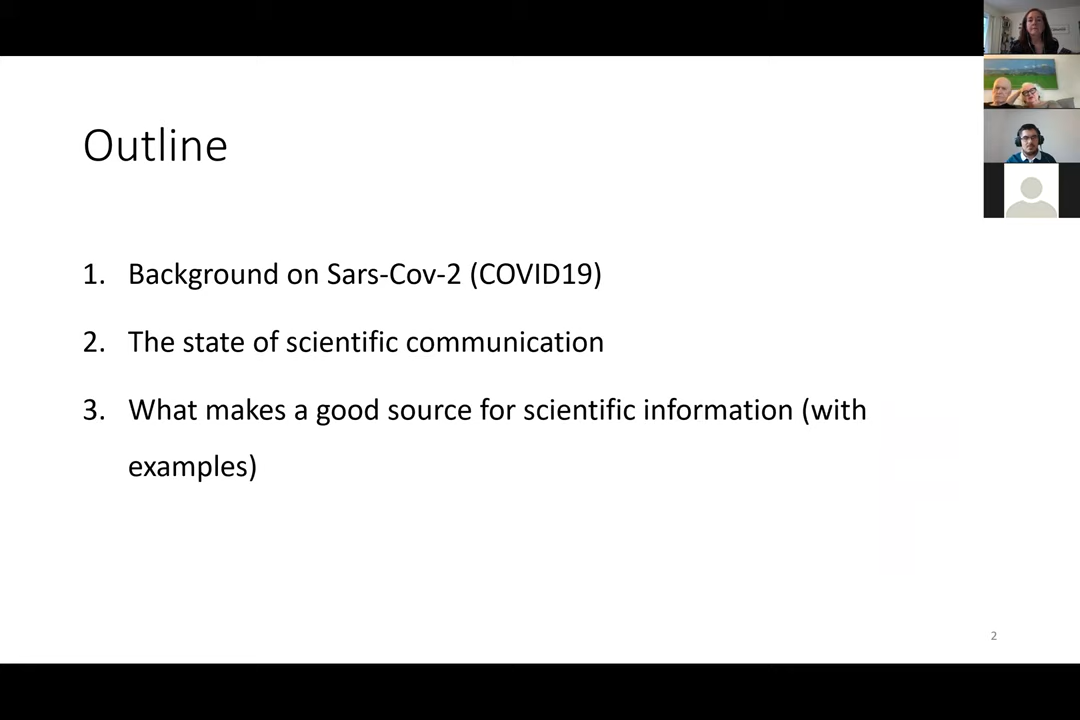 Outline
1. Background on Sars-Cov-2 (COVID19)
2. The state of scientific communication
3. What makes a good source for scientific information (with
examples)
2